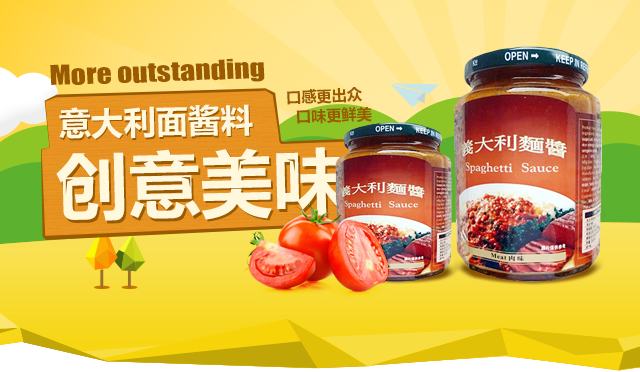 More outstanding
意大利面酱料
创意美味
口感更出众
口味更鲜美
OPEN
KEEP IN RE
義大利麵醬
Spaghetti Sauce
OPEN
KEEP IN RE
義大利麵醬
Spaghetti Sauce
Meat 肉味